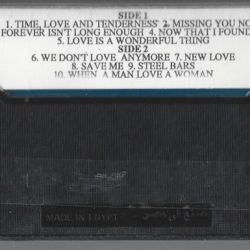 SIDE 1
1. TIME, LOVE AND TENDERNESS 2. MISSING YOU NO
FOREVER ISN'T LONG ENOUGH 4. NOW THAT I FOUND
5. LOVE IS A WONDERFUL THING
SIDE 2
6. WE DON'T LOVE ANYMORE 7. NEW LOVE
8. SAVE ME 9. STEEL BARS
10. WHEN A MAN LOVE A WOMAN
MADE IN EGYPT -